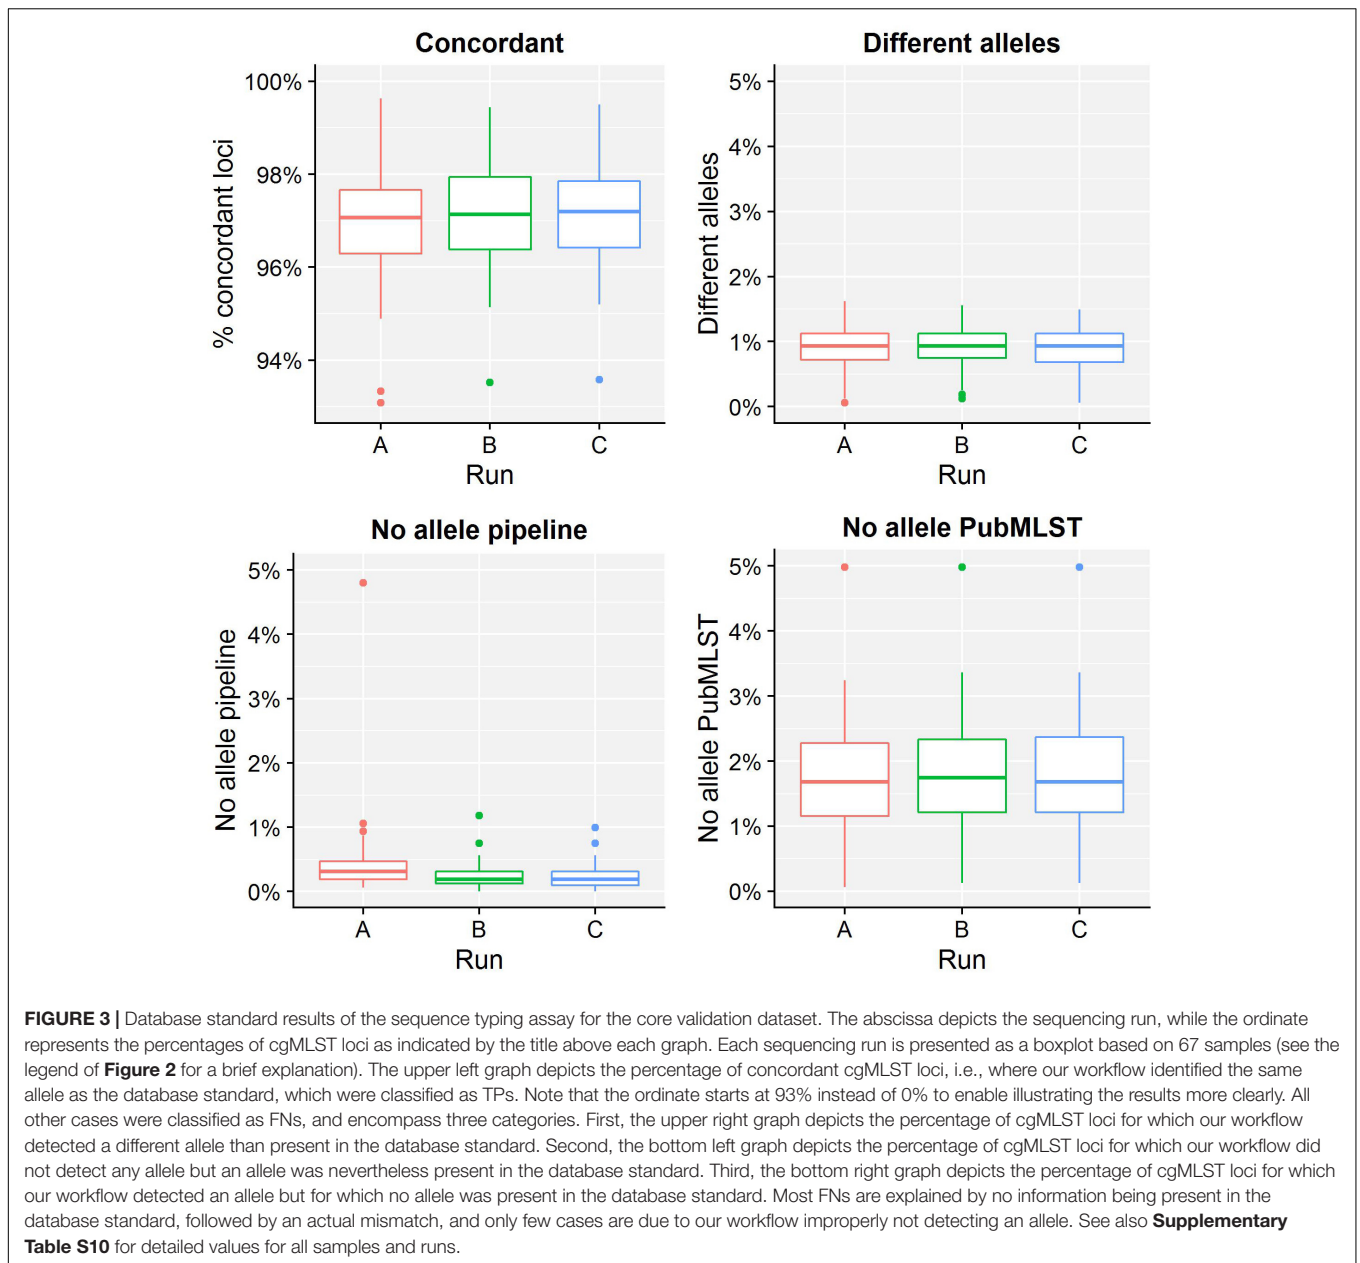 Concordant
100%
98%
96%
94%
% concordant loci
A B C
Run
Different alleles
5%
4%
3%
2%
1%
0%
Different alleles
A B C
Run
No allele pipeline
5%
4%
3%
2%
1%
0%
No allele pipeline
A B C
Run
No allele PubMLST
5%
4%
3%
2%
1%
0%
No allele PubMLST
A B C
Run
FIGURE 3 | Database standard results of the sequence typing assay for the core validation dataset. The abscissa depicts the sequencing run, while the ordinate
represents the percentages of cgMLST loci as indicated by the title above each graph. Each sequencing run is presented as a boxplot based on 67 samples (see the
legend of Figure 2 for a brief explanation). The upper left graph depicts the percentage of concordant cgMLST loci, i.e., where our workflow identified the same
allele as the database standard, which were classified as TPs. Note that the ordinate starts at 93% instead of 0% to enable illustrating the results more clearly. All
other cases were classified as FNs, and encompass three categories. First, the upper right graph depicts the percentage of cgMLST loci for which our workflow
detected a different allele than present in the database standard. Second, the bottom left graph depicts the percentage of cgMLST loci for which our workflow did
not detect any allele but an allele was nevertheless present in the database standard. Third, the bottom right graph depicts the percentage of cgMLST loci for which
our workflow detected an allele but for which no allele was present in the database standard. Most FNs are explained by no information being present in the
database standard, followed by an actual mismatch, and only few cases are due to our workflow improperly not detecting an allele. See also Supplementary
Table S10 for detailed values for all samples and runs.